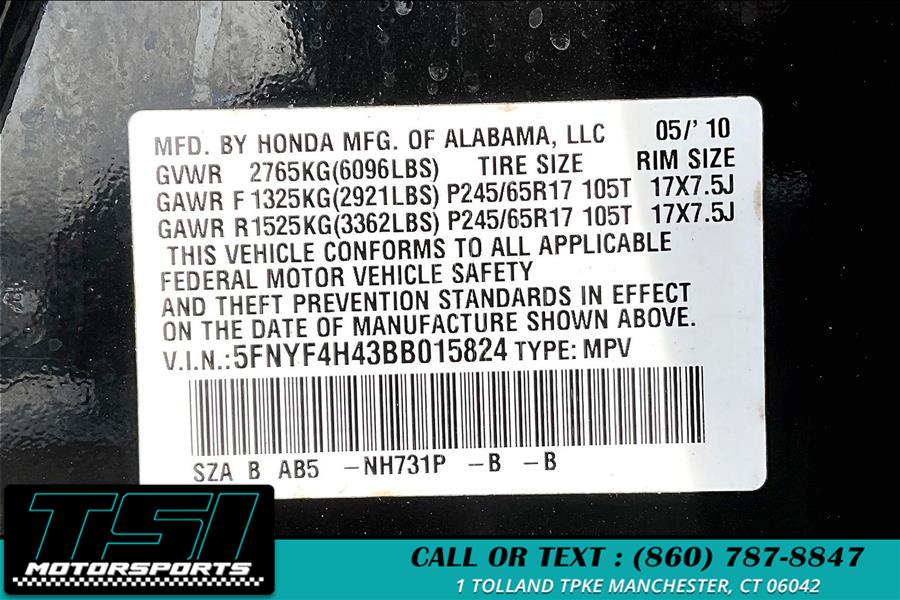 MFD. BY HONDA MFG. OF ALABAMA, LLC 05/' 10
GVWR 2765KG(6096LBS) TIRE SIZE RIM SIZE
GAWR F 1325KG(2921LBS) P245/65R17 105T 17X7.5J
GAWR R1525KG(3362LBS) P245/65R17 105T 17X7.5J
THIS VEHICLE CONFORMS TO ALL APPLICABLE
FEDERAL MOTOR VEHICLE SAFETY
AND THEFT PREVENTION STANDARDS IN EFFECT
ON THE DATE OF MANUFACTURE SHOWN ABOVE.
V.I.N.:5FNYF4H43BB015824 TYPE: MPV
SZA B AB5 -NH731P -B -B
TSI
MOTORSPORTS
CALL OR TEXT : (860) 787-8847
1 TOLLAND TPKE MANCHESTER, CT 06042